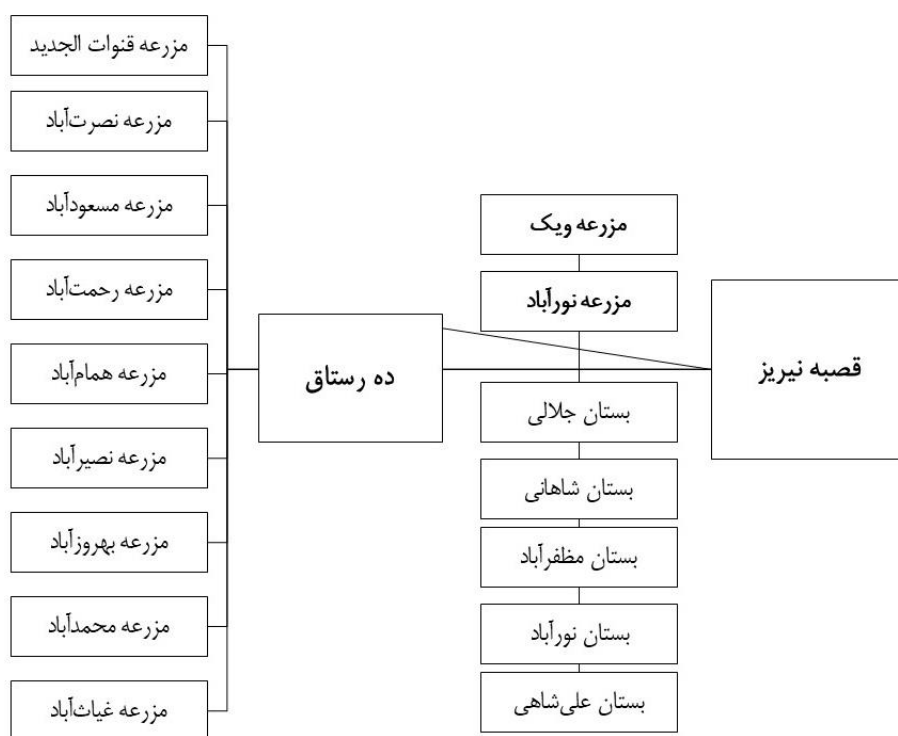 قصبه نیریز
مزرعه ویک
مزرعه نورآباد
بستان جلالی
بستان شاهانی
بستان مظفرآباد
بستان نورآباد
بستان علی‌شاهی
ده رستاق
مزرعه قنوات الجدید
مزرعه نصرت‌آباد
مزرعه مسعودآباد
مزرعه رحمت‌آباد
مزرعه همام‌آباد
مزرعه نصیرآباد
مزرعه بهروزآباد
مزرعه محمدآباد
مزرعه غیاث‌آباد